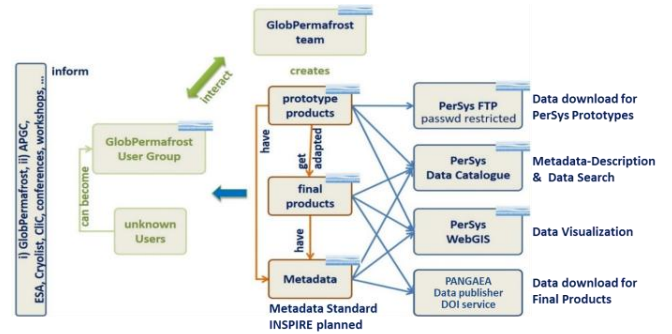 GlobPermafrost
team
inform
interact
creates
i) GlobPermafrost, ii) APGC,
ESA, Cryolist, CliC, conferences, workshops, ...
GlobPermafrost
User Group
can become
unknown
Users
prototype
products
have
get
adapted
final
products
have
Metadata
Metadata Standard
INSPIRE planned
PerSys FTP
passwd restricted
Data download for
PerSys Prototypes
PerSys
Data Catalogue
Metadata-Description
& Data Search
PerSys
WebGIS
Data Visualization
PANGAEA
Data publisher
DOI service
Data download for
Final Products